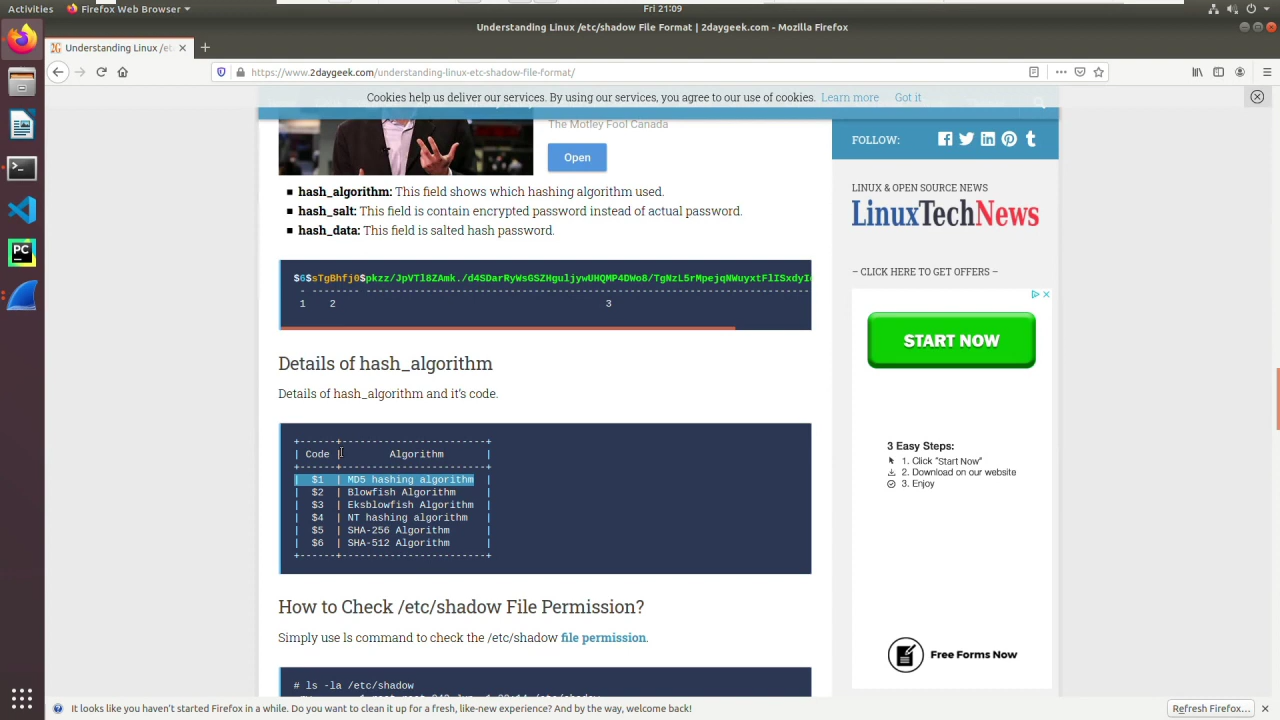 Activities Firefox Web Browser Fri 21:09
Understanding Linux /etc/shadow File Format | 2daygeek.com - Mozilla Firefox
Understanding Linux /et
https://www.2daygeek.com/understanding-linux-etc-shadow-file-format/
Cookies help us deliver our services. By using our services, you agree to our use of cookies. Learn more Got it
The Motley Fool Canada
Open
FOLLOW:
hash_algorithm: This field shows which hashing algorithm used.
hash_salt: This field is contain encrypted password instead of actual password.
hash_data: This field is salted hash password.
LINUX & OPEN SOURCE NEWS
LinuxTechNews
– CLICK HERE TO GET OFFERS –
$6$sTgBhfj0$pkzz/JpVTl8ZAmk./d4SDarRyWsGSZHguljywUHQMP4DWo8/TgNzL5rMpejqNWuyxtFlISxdyI
- -------- ---------------------------------------------------------------------------
1 2 3
START NOW
Details of hash_algorithm
Details of hash_algorithm and it's code.
+------+------------------------+
| Code | Algorithm |
+------+------------------------+
| $1 | MD5 hashing algorithm |
| $2 | Blowfish Algorithm |
| $3 | Eksblowfish Algorithm |
| $4 | NT hashing algorithm |
| $5 | SHA-256 Algorithm |
| $6 | SHA-512 Algorithm |
+------+------------------------+
3 Easy Steps:
1. Click "Start Now"
2. Download on our website
3. Enjoy
How to Check /etc/shadow File Permission?
Simply use ls command to check the /etc/shadow file permission.
Free Forms Now
# ls -la /etc/shadow
It looks like you haven't started Firefox in a while. Do you want to clean it up for a fresh, like-new experience? And by the way, welcome back!
Refresh Firefox...